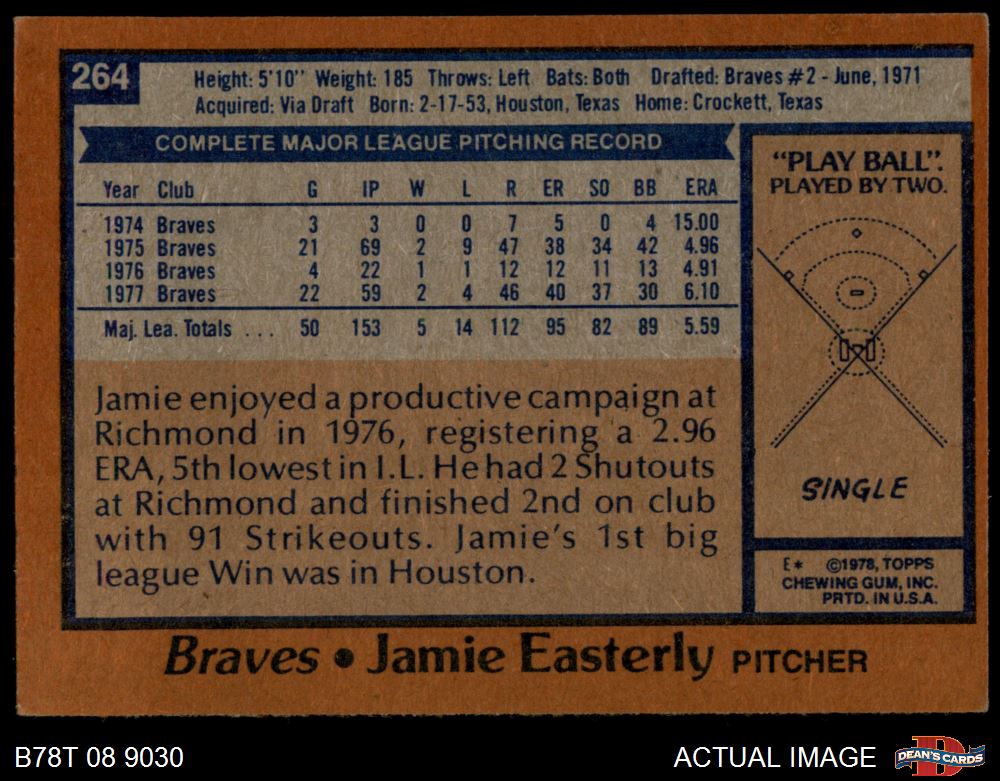 264
Height: 5'10" Weight: 185 Throws: Left Bats: Both Drafted: Braves #2 - June, 1971
Acquired: Via Draft Born: 2-17-53, Houston, Texas Home: Crockett, Texas
COMPLETE MAJOR LEAGUE PITCHING RECORD
Year Club G IP W L R ER SO BB ERA
1974 Braves 3 3 0 0 7 5 0 4 15.00
1975 Braves 21 69 2 9 47 38 34 42 4.96
1976 Braves 4 22 1 1 12 12 11 13 4.91
1977 Braves 22 59 2 4 46 40 37 30 6.10
Maj. Lea. Totals . . . 50 153 5 14 112 95 82 89 5.59
Jamie enjoyed a productive campaign at
Richmond in 1976, registering a 2.96
ERA, 5th lowest in I.L. He had 2 Shutouts
at Richmond and finished 2nd on club
with 91 Strikeouts. Jamie's 1st big
league Win was in Houston.
"PLAY BALL".
PLAYED BY TWO.
SINGLE
E* ©1978, TOPPS
CHEWING GUM, INC.
PRTD. IN U.S.A.
Braves • Jamie Easterly PITCHER
B78T 08 9030
ACTUAL IMAGE
D
DEAN'S CARDS